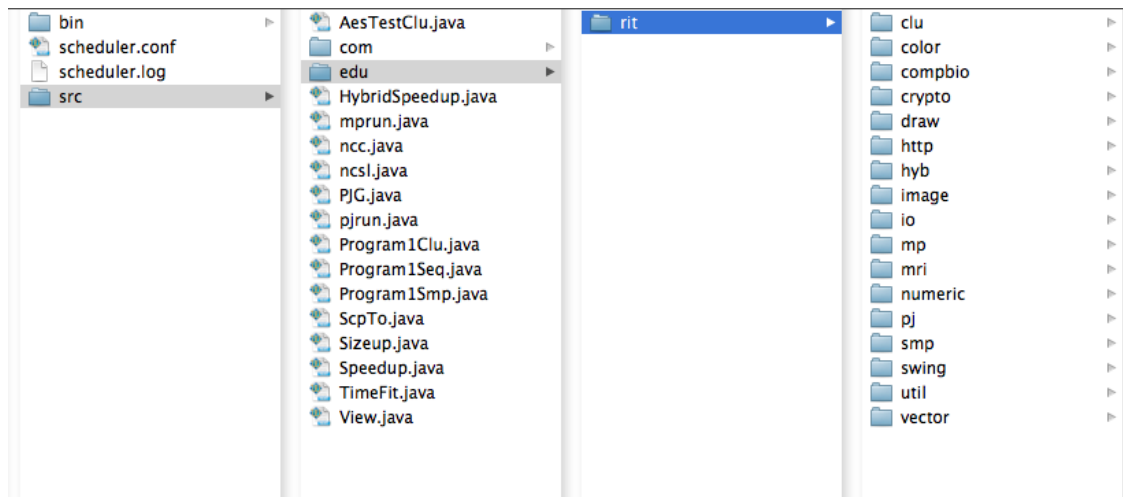 bin
scheduler.conf
scheduler.log
src
AesTestClu.java
com
edu
HybridSpeedup.java
mprun.java
ncc.java
ncsl.java
PJG.java
pjrun.java
Program1Clu.java
Program1Seq.java
Program1Smp.java
ScpTo.java
Sizeup.java
Speedup.java
TimeFit.java
View.java
rit
clu
color
compbio
crypto
draw
http
hyb
image
io
mp
mri
numeric
pj
smp
swing
util
vector